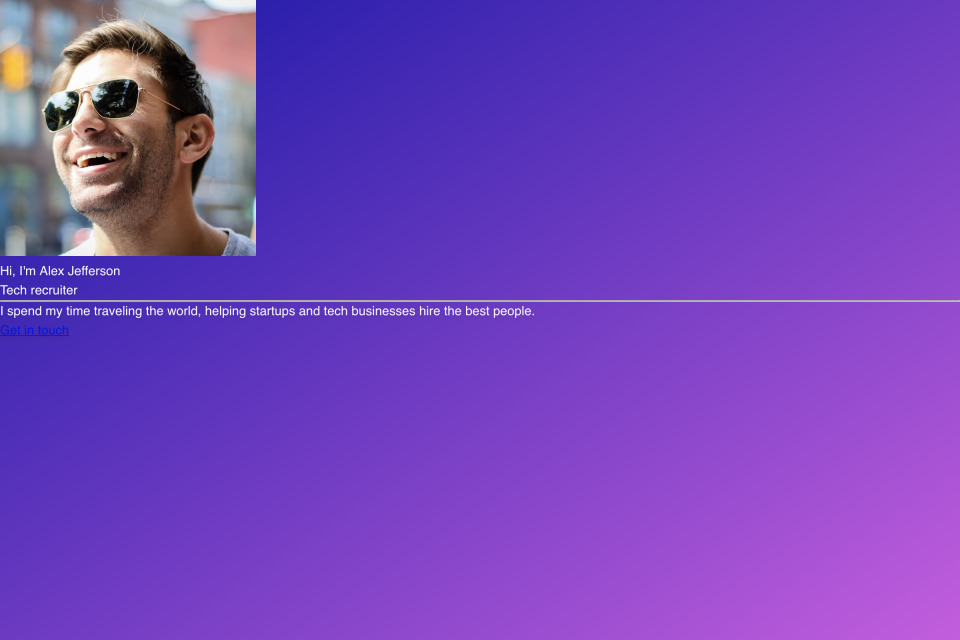 Hi, I'm Alex Jefferson
Tech recruiter
I spend my time traveling the world, helping startups and tech businesses hire the best people.
Get in touch